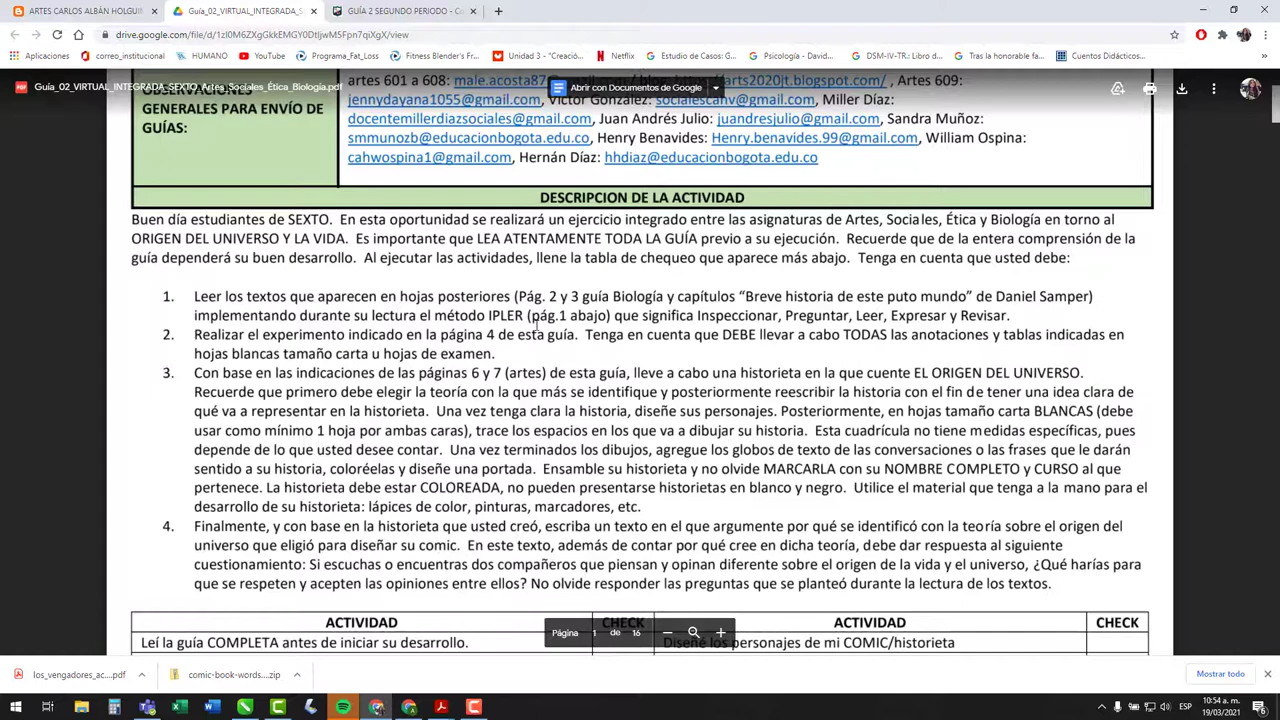 ARTES CARLOS ALBÁN HOLGUIN
Guía_02_VIRTUAL_INTEGRADA_S
GUÍA 2 SEGUNDO PERIODO - C
drive.google.com/file/d/1zI0M6ZXgGkkEMGY0DtIjwM5Fpn7qiXgX/view
Aplicaciones
correo_institucional
HUMANO
YouTube
Programa_Fat_Loss
Fitness Blender's Fr...
Unidad 3 - "Creació...
Netflix
Estudio de Casos: G...
Psicología - David...
DSM-IV-TR.: Libro d...
Tras la honorable fa...
Cuentos Didácticos...
artes 601 a 608:
Artes 609:
Guía_02_VIRTUAL_INTEGRADA_SEXTO_Artes_Sociales_Ética_Biología.pdf
Abrir con Documentos de Google
GENERALES PARA ENVÍO DE
GUÍAS:
jennydayana1055@gmail.com, Victor González: socialescahv@gmail.com, Miller Díaz:
docentemillerdiazsociales@gmail.com, Juan Andrés Julio: juandresjulio@gmail.com, Sandra Muñoz:
smmunozb@educacionbogota.edu.co, Henry Benavides: Henry.benavides.99@gmail.com, William Ospina:
cahwospina1@gmail.com, Hernán Díaz: hhdiaz@educacionbogota.edu.co
DESCRIPCION DE LA ACTIVIDAD
Buen día estudiantes de SEXTO. En esta oportunidad se realizará un ejercicio integrado entre las asignaturas de Artes, Sociales, Ética y Biología en torno al
ORIGEN DEL UNIVERSO Y LA VIDA. Es importante que LEA ATENTAMENTE TODA LA GUÍA previo a su ejecución. Recuerde que de la entera comprensión de la
guía dependerá su buen desarrollo. Al ejecutar las actividades, llene la tabla de chequeo que aparece más abajo. Tenga en cuenta que usted debe:
1. Leer los textos que aparecen en hojas posteriores (Pág. 2 y 3 guía Biología y capítulos “Breve historia de este puto mundo” de Daniel Samper)
implementando durante su lectura el método IPLER (pág.1 abajo) que significa Inspeccionar, Preguntar, Leer, Expresar y Revisar.
2. Realizar el experimento indicado en la página 4 de esta guía. Tenga en cuenta que DEBE llevar a cabo TODAS las anotaciones y tablas indicadas en
hojas blancas tamaño carta u hojas de examen.
3. Con base en las indicaciones de las páginas 6 y 7 (artes) de esta guía, lleve a cabo una historieta en la que cuente EL ORIGEN DEL UNIVERSO.
Recuerde que primero debe elegir la teoría con la que más se identifique y posteriormente reescribir la historia con el fin de tener una idea clara de
qué va a representar en la historieta. Una vez tenga clara la historia, diseñe sus personajes. Posteriormente, en hojas tamaño carta BLANCAS (debe
usar como mínimo 1 hoja por ambas caras), trace los espacios en los que va a dibujar su historia. Esta cuadrícula no tiene medidas específicas, pues
depende de lo que usted desee contar. Una vez terminados los dibujos, agregue los globos de texto de las conversaciones o las frases que le darán
sentido a su historia, coloréelas y diseñe una portada. Ensamble su historieta y no olvide MARCARLA con su NOMBRE COMPLETO y CURSO al que
pertenece. La historieta debe estar COLOREADA, no pueden presentarse historietas en blanco y negro. Utilice el material que tenga a la mano para el
desarrollo de su historieta: lápices de color, pinturas, marcadores, etc.
4. Finalmente, y con base en la historieta que usted creó, escriba un texto en el que argumente por qué se identificó con la teoría sobre el origen del
universo que eligió para diseñar su comic. En este texto, además de contar por qué cree en dicha teoría, debe dar respuesta al siguiente
cuestionamiento: Si escuchas o encuentras dos compañeros que piensan y opinan diferente sobre el origen de la vida y el universo, ¿Qué harías para
que se respeten y acepten las opiniones entre ellos? No olvide responder las preguntas que se planteó durante la lectura de los textos.
ACTIVIDAD CHECK ACTIVIDAD CHECK
Página 1 de 16
Leí la guía COMPLETA antes de iniciar su desarrollo. Diseñé los personajes de mi COMIC/historieta
los_vengadores_ac....pdf
comic-book-words....zip
Mostrar todo
10:54 a. m.
ESP
19/03/2021
6